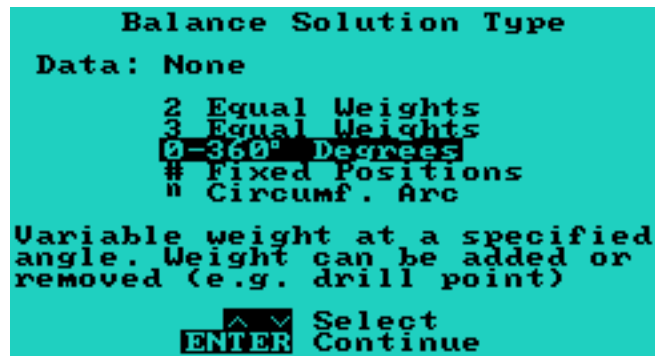 Balance Solution Type
Data: None
2 Equal Weights
3 Equal Weights
0-360° Degrees
# Fixed Positions
" Circumf. Arc
Variable weight at a specified
angle. Weight can be added or
removed (e.g. drill point)
^ v Select
ENTER Continue